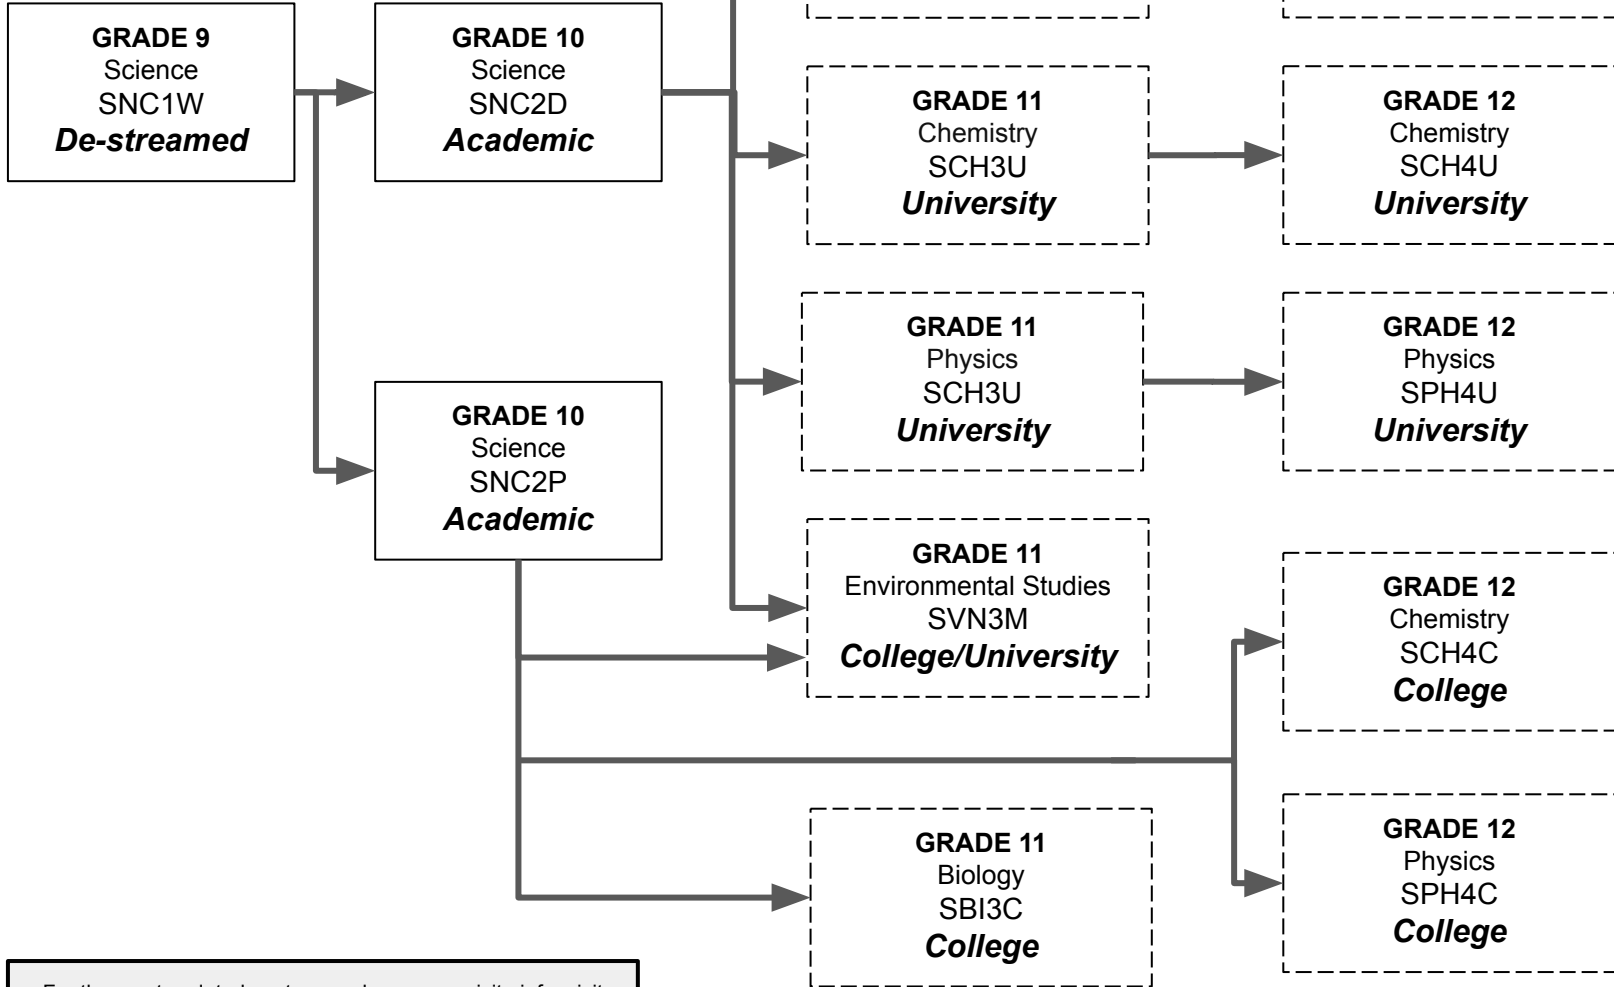 GRADE 9
Science
SNC1W
De-streamed
GRADE 10
Science
SNC2D
Academic
GRADE 11
Chemistry
SCH3U
University
GRADE 12
Chemistry
SCH4U
University
GRADE 11
Physics
SCH3U
University
GRADE 12
Physics
SPH4U
University
GRADE 10
Science
SNC2P
Academic
GRADE 11
Environmental Studies
SVN3M
College/University
GRADE 12
Chemistry
SCH4C
College
GRADE 11
Biology
SBI3C
College
GRADE 12
Physics
SPH4C
College